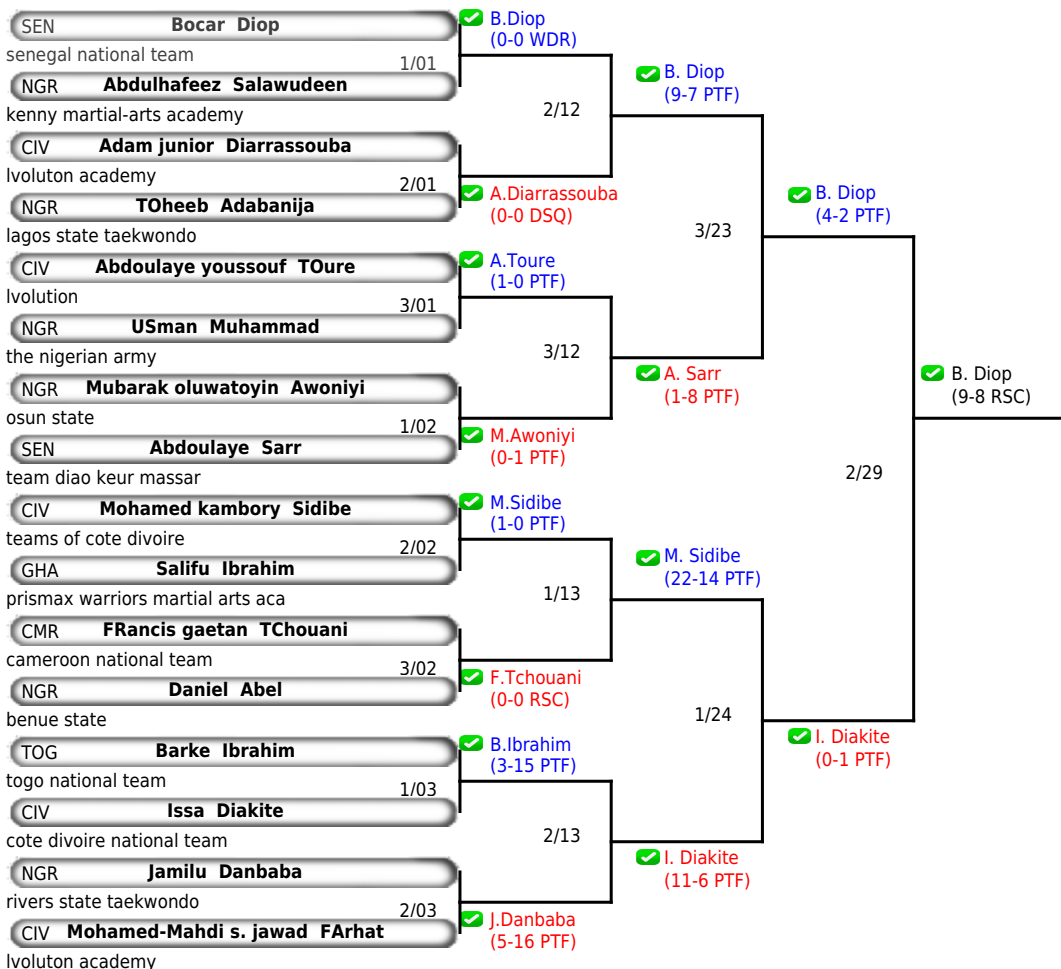 SEN Bocar Diop
senegal national team
1/01
NGR Abdulhafeez Salawudeen
kenny martial-arts academy
CIV Adam junior Diarrassouba
Ivoluton academy
2/01
NGR TOheeb Adabanija
lagos state taekwondo
CIV Abdoulaye youssouf TOure
Ivolution
3/01
NGR USman Muhammad
the nigerian army
NGR Mubarak oluwatoyin Awoniyi
osun state
1/02
SEN Abdoulaye Sarr
team diao keur massar
CIV Mohamed kambory Sidibe
teams of cote divoire
2/02
GHA Salifu Ibrahim
prismax warriors martial arts aca
CMR FRancis gaetan TChouani
cameroon national team
3/02
NGR Daniel Abel
benue state
TOG Barke Ibrahim
togo national team
1/03
CIV Issa Diakite
cote divoire national team
NGR Jamilu Danbaba
rivers state taekwondo
2/03
CIV Mohamed-Mahdi s. jawad FArhat
Ivoluton academy
B.Diop
(0-0 WDR)
2/12
A.Diarrassouba
(0-0 DSQ)
A.Toure
(1-0 PTF)
3/12
M.Awoniyi
(0-1 PTF)
M.Sidibe
(1-0 PTF)
1/13
F.Tchouani
(0-0 RSC)
B.Ibrahim
(3-15 PTF)
2/13
J.Danbaba
(5-16 PTF)
B. Diop
(9-7 PTF)
3/23
A. Sarr
(1-8 PTF)
M. Sidibe
(22-14 PTF)
1/24
I. Diakite
(11-6 PTF)
B. Diop
(4-2 PTF)
2/29
I. Diakite
(0-1 PTF)
B. Diop
(9-8 RSC)